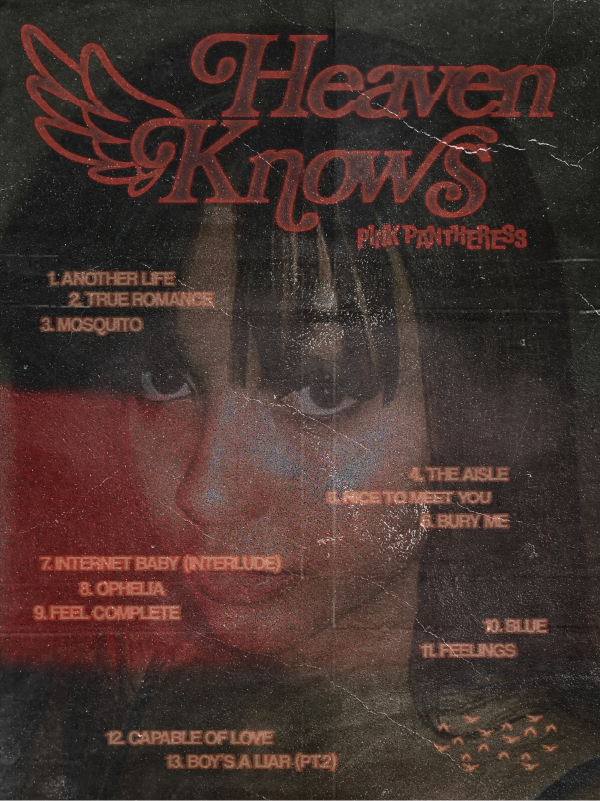 Heaven
Knows
PINKPANTHERESS
1. ANOTHER LIFE
2. TRUE ROMANCE
3. MOSQUITO
4. THE AISLE
5. NICE TO MEET YOU
6. BURY ME
7. INTERNET BABY (INTERLUDE)
8. OPHELIA
9. FEEL COMPLETE
10. BLUE
11. FEELINGS
12. CAPABLE OF LOVE
13. BOY'S A LIAR (PT.2)